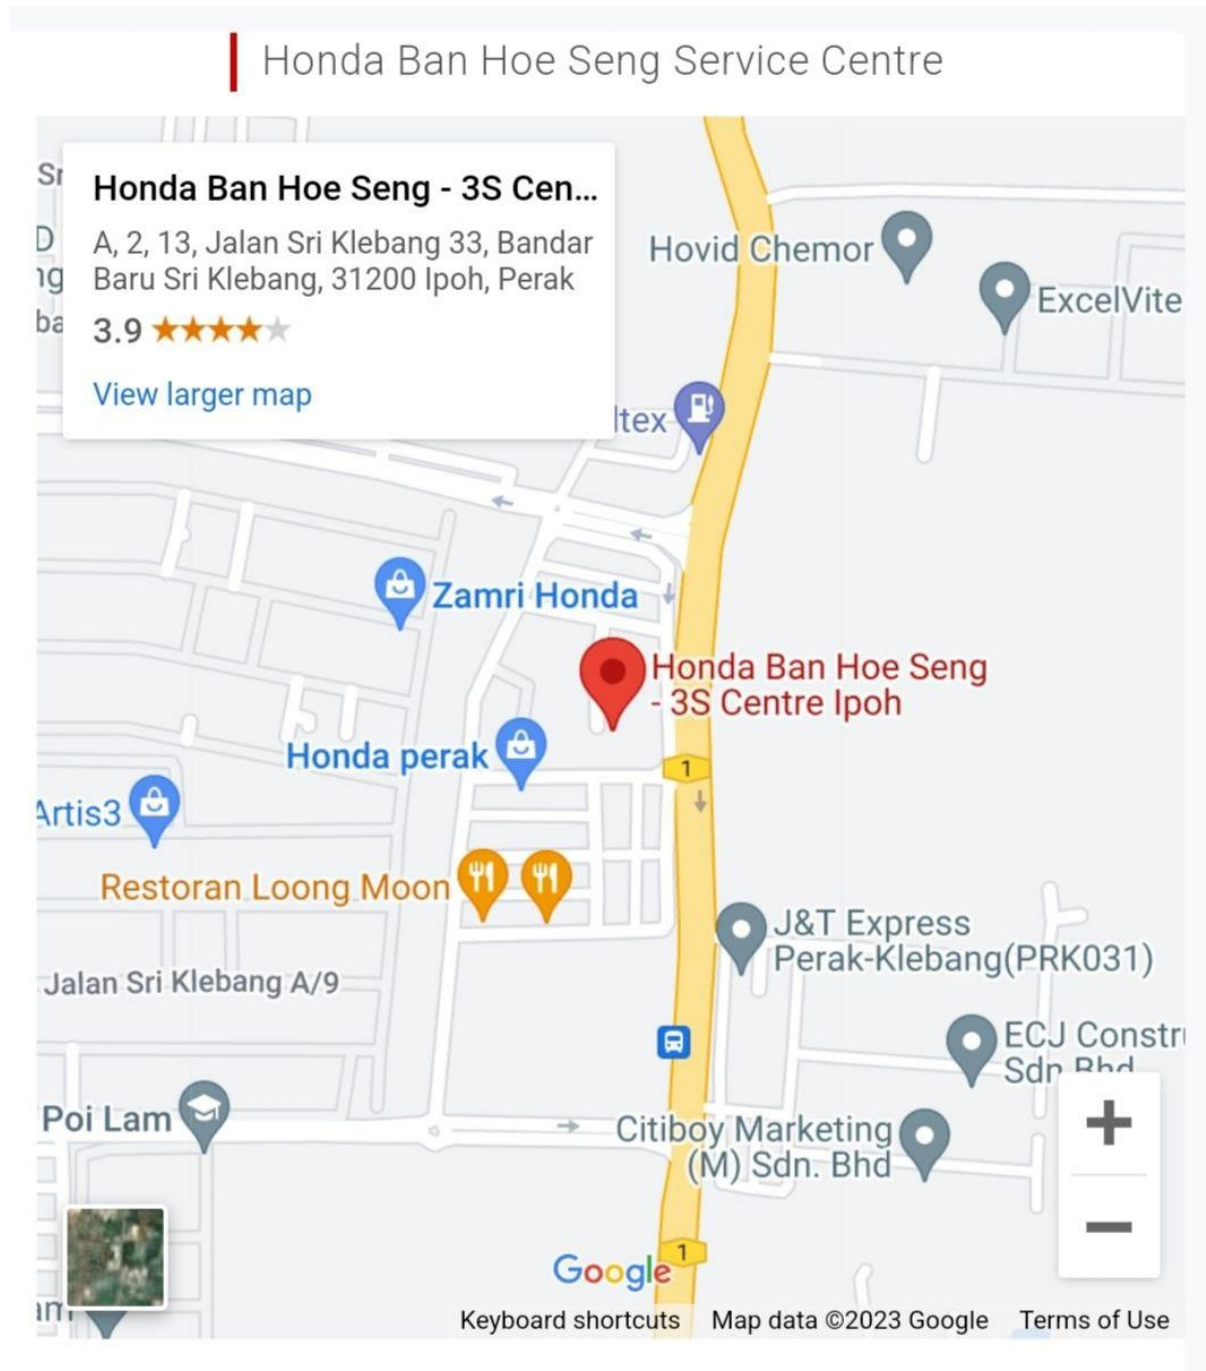 Honda Ban Hoe Seng Service Centre
Honda Ban Hoe Seng - 3S Cen...
A, 2, 13, Jalan Sri Klebang 33, Bandar
Baru Sri Klebang, 31200 Ipoh, Perak
3.9
View larger map
Hovid Chemor
ExcelVite
ltex
Zamri Honda
Honda Ban Hoe Seng
- 3S Centre Ipoh
Honda perak
1
Artis3
Restoran Loong Moon
J&T Express
Perak-Klebang(PRK031)
Jalan Sri Klebang A/9
ECJ Constr
Sdn Bhd
Poi Lam
Citiboy Marketing
(M) Sdn. Bhd
1
Google
Keyboard shortcuts Map data ©2023 Google Terms of Use